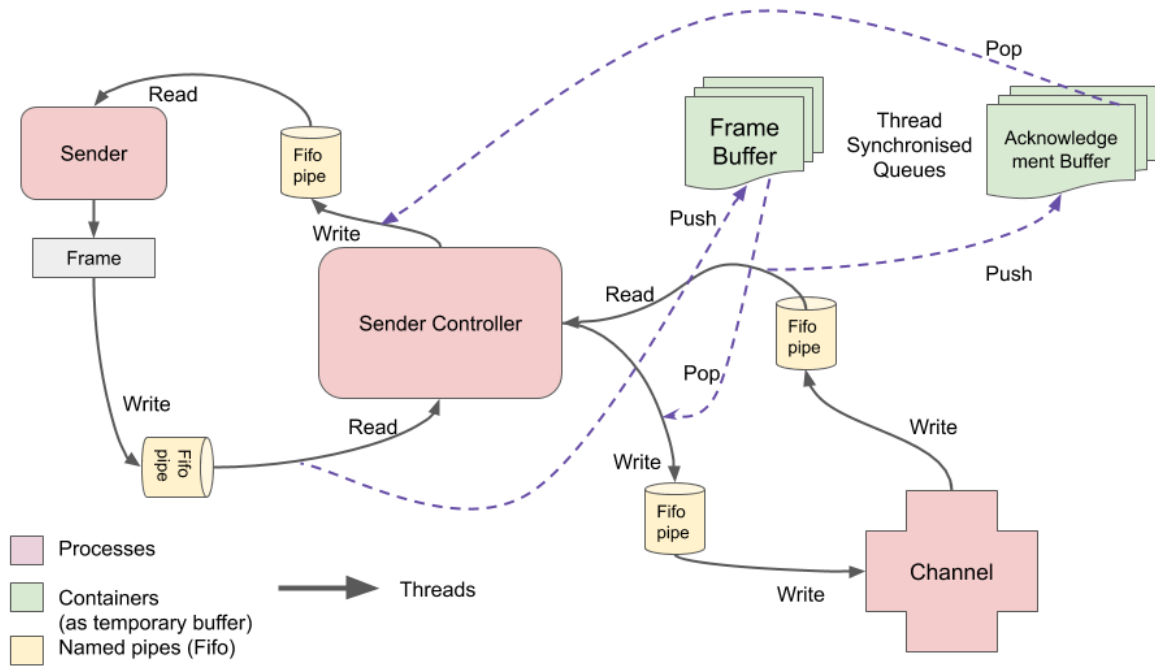 Pop
Read
Sender
Fifo
pipe
Frame
Buffer
Thread
Synchronised
Queues
Acknowledge
ment Buffer
Write
Push
Frame
Read
Push
Sender Controller
Fifo
pipe
Pop
Write
Read
Write
Fifo
pipe
Write
Fifo
pipe
Processes
Channel
Containers
(as temporary buffer)
Threads
Write
Named pipes (Fifo)